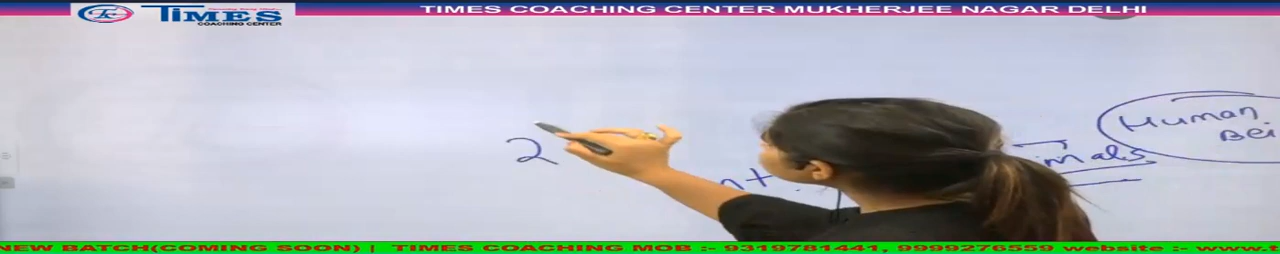 TIMES
COACHING CENTER
TIMES COACHING CENTER MUKHERJEE NAGAR DELHI
Human
Bei
2
NEW BATCH(COMING SOON) | TIMES COACHING MOB :- 9319781441, 9999276559 website :- www.t